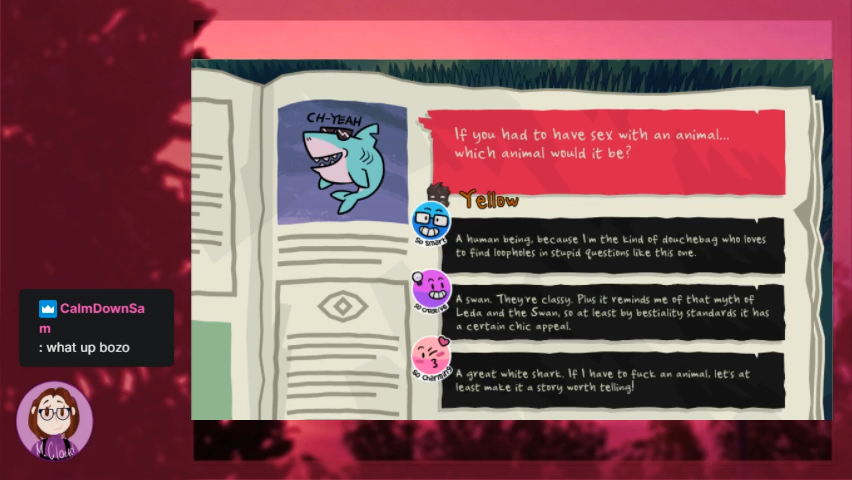 CH-YEAH
If you had to have sex with an animal...
which animal would it be?
Yellow
so smart
A human being, because I'm the kind of douchebag who loves
to find loopholes in stupid questions like this one.
so creative
A swan. They're classy. Plus it reminds me of that myth of
Leda and the Swan, so at least by bestiality standards it has
a certain chic appeal.
so charming
A great white shark. If I have to fuck an animal, let's at
least make it a story worth telling!
CalmDownSa
m
: what up bozo